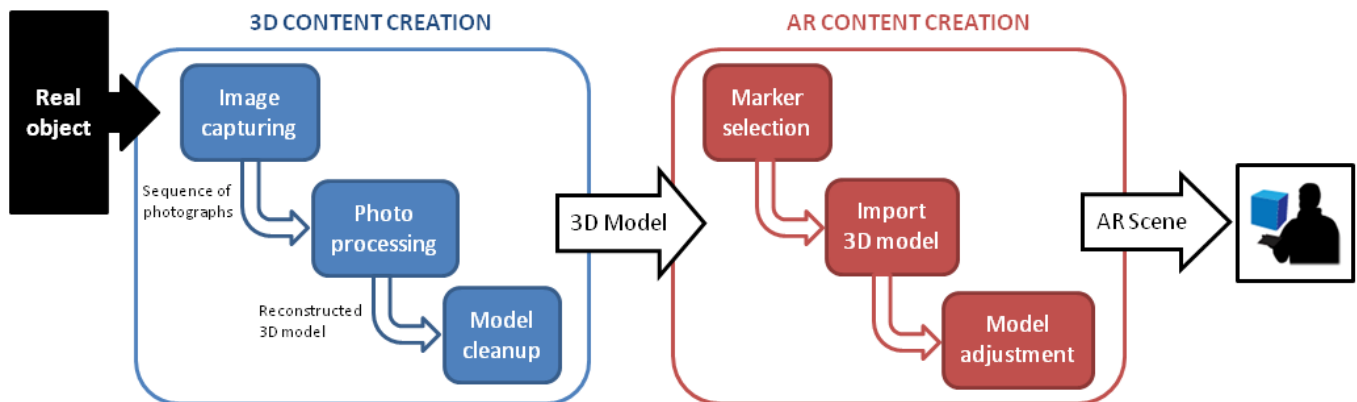 3D CONTENT CREATION
AR CONTENT CREATION
Real
object
Image
capturing
Sequence of
photographs
Photo
processing
Reconstructed
3D model
Model
cleanup
3D Model
Marker
selection
Import
3D model
Model
adjustment
AR Scene